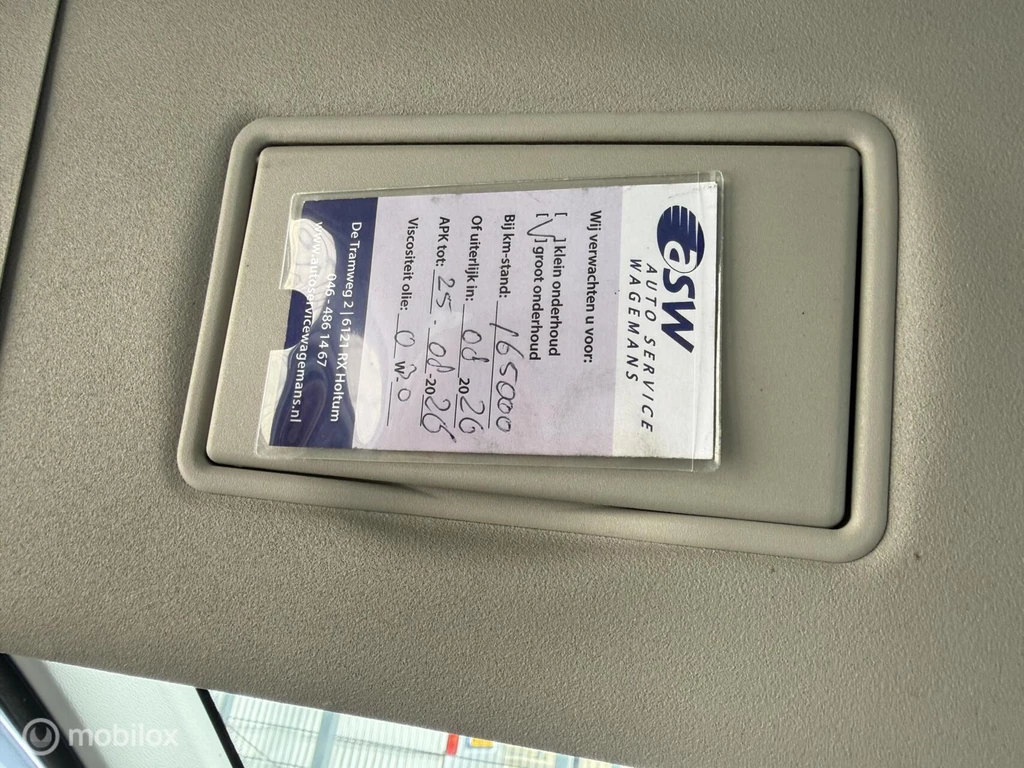 aSW
AUTO SERVICE
WAGEMANS
Wij verwachten u voor:
[ ] klein onderhoud
[√] groot onderhoud
Bij km-stand: 165000
Of uiterlijk in: 08 2026
APK tot: 25-08-2026
Viscositeit olie: 0 W 30
De Tramweg 2 | 6121 RX Holtum
046 - 486 14 67
www.autoservicewagemans.nl
mobilox